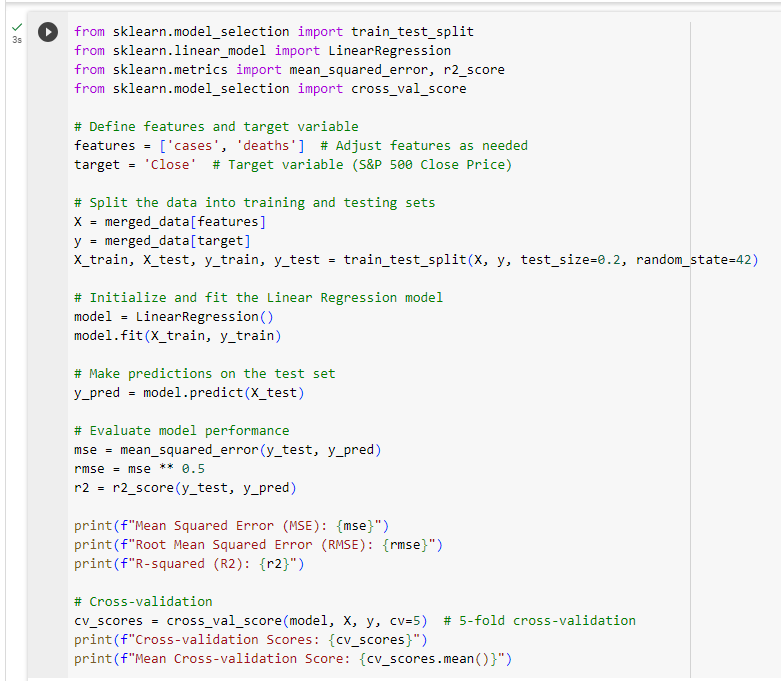 from sklearn.model_selection import train_test_split
from sklearn.linear_model import LinearRegression
from sklearn.metrics import mean_squared_error, r2_score
from sklearn.model_selection import cross_val_score
# Define features and target variable
features = ['cases', 'deaths']  # Adjust features as needed
target = 'Close'  # Target variable (S&P 500 Close Price)
# Split the data into training and testing sets
X = merged_data[features]
y = merged_data[target]
X_train, X_test, y_train, y_test = train_test_split(X, y, test_size=0.2, random_state=42)
# Initialize and fit the Linear Regression model
model = LinearRegression()
model.fit(X_train, y_train)
# Make predictions on the test set
y_pred = model.predict(X_test)
# Evaluate model performance
mse = mean_squared_error(y_test, y_pred)
rmse = mse ** 0.5
r2 = r2_score(y_test, y_pred)
print(f"Mean Squared Error (MSE): {mse}")
print(f"Root Mean Squared Error (RMSE): {rmse}")
print(f"R-squared (R2): {r2}")
# Cross-validation
cv_scores = cross_val_score(model, X, y, cv=5)  # 5-fold cross-validation
print(f"Cross-validation Scores: {cv_scores}")
print(f"Mean Cross-validation Score: {cv_scores.mean()}")
3s